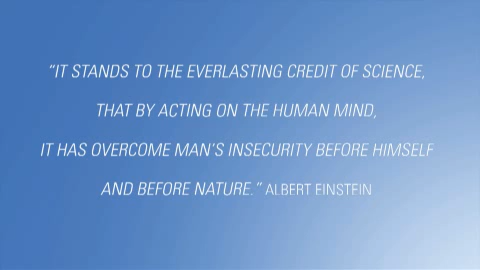 “IT STANDS TO THE EVERLASTING CREDIT OF SCIENCE,
THAT BY ACTING ON THE HUMAN MIND,
IT HAS OVERCOME MAN'S INSECURITY BEFORE HIMSELF
AND BEFORE NATURE.” ALBERT EINSTEIN